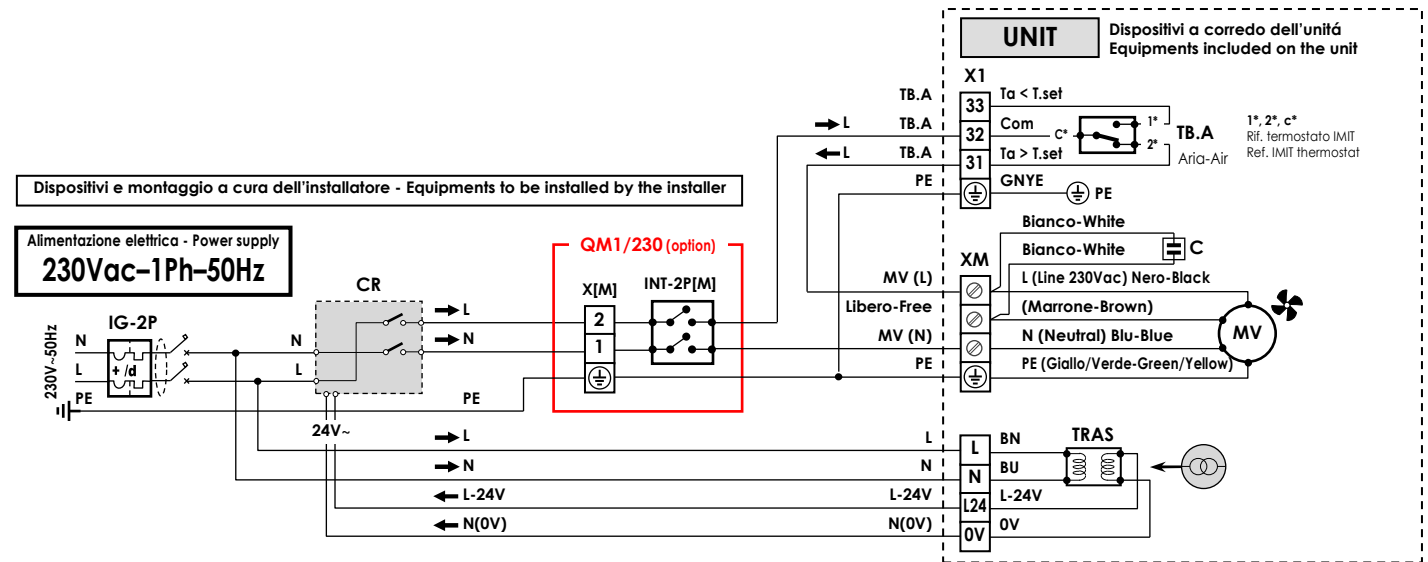 UNIT
Dispositivi a corredo dell'unitá
Equipments included on the unit
X1
TB.A
33
Ta < T.set
L
TB.A
32
Com
C*
1*
2*
TB.A
Aria-Air
1*, 2*, c*
Rif. termostato IMIT
Ref. IMIT thermostat
L
TB.A
31
Ta > T.set
PE
GNYE
PE
Dispositivi e montaggio a cura dell'installatore - Equipments to be installed by the installer
Alimentazione elettrica - Power supply
230Vac–1Ph–50Hz
QM1/230 (option)
Bianco-White
Bianco-White
C
XM
MV (L)
L (Line 230Vac) Nero-Black
Libero-Free
(Marrone-Brown)
MV (N)
N (Neutral) Blu-Blue
PE
PE (Giallo/Verde-Green/Yellow)
MV
CR
X[M]
INT-2P[M]
2
1
L
N
IG-2P
230V~50Hz
N
L
PE
+ /d
N
L
PE
24V~
L
L
L
BN
TRAS
N
N
N
BU
L-24V
L-24V
L24
L-24V
N(0V)
N(0V)
0V
0V